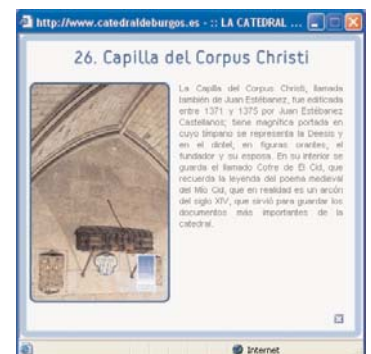 http://www.catedraldeburgos.es - :: LA CATEDRAL ...
26. Capilla del Corpus Christi
La Capilla del Corpus Christi, llamada
también de Juan Estébanez, fue edificada
entre 1371 y 1375 por Juan Estébanez
Castellanos; tiene magnífica portada en
cuyo tímpano se representa la Deesis y
en el dintel, en figuras orantes, el
fundador y su esposa. En su interior se
guarda el llamado Cofre de El Cid, que
recuerda la leyenda del poema medieval
del Mío Cid, que en realidad es un arcón
del siglo XIV, que sirvió para guardar los
documentos más importantes de la
catedral.
Internet